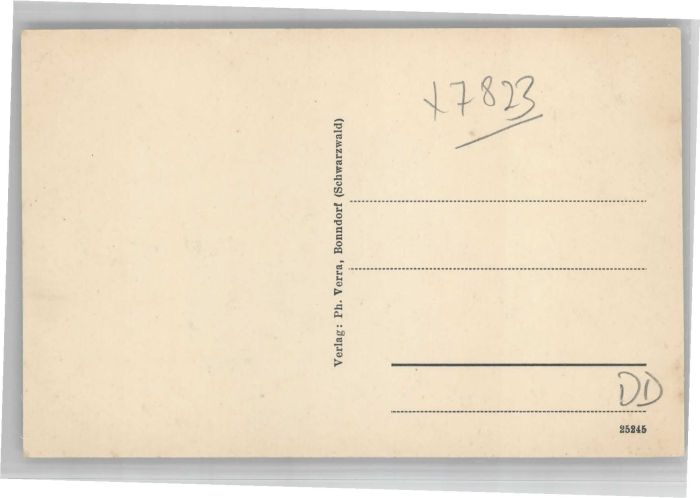 x7823
Verlag: Ph. Verra, Bonndorf (Schwarzwald)
DD
25245